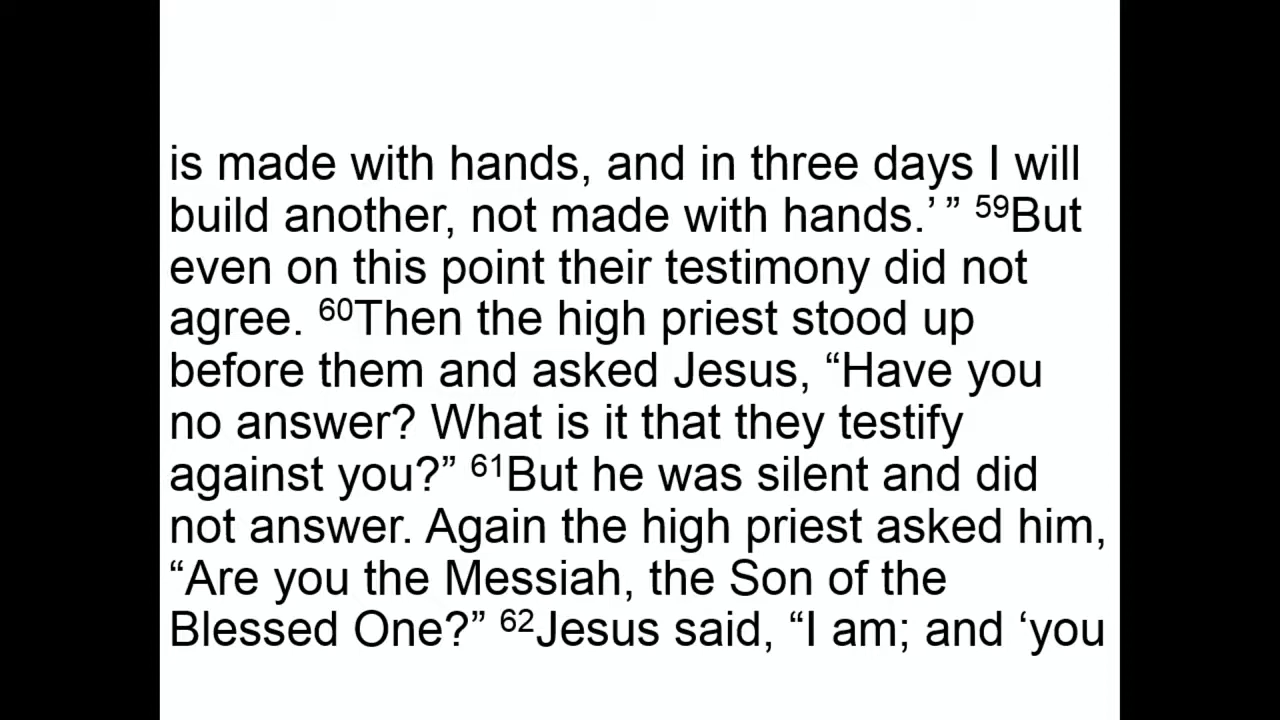 is made with hands, and in three days I will
build another, not made with hands.’ ” 59But
even on this point their testimony did not
agree. 60Then the high priest stood up
before them and asked Jesus, “Have you
no answer? What is it that they testify
against you?” 61But he was silent and did
not answer. Again the high priest asked him,
“Are you the Messiah, the Son of the
Blessed One?” 62Jesus said, “I am; and ‘you